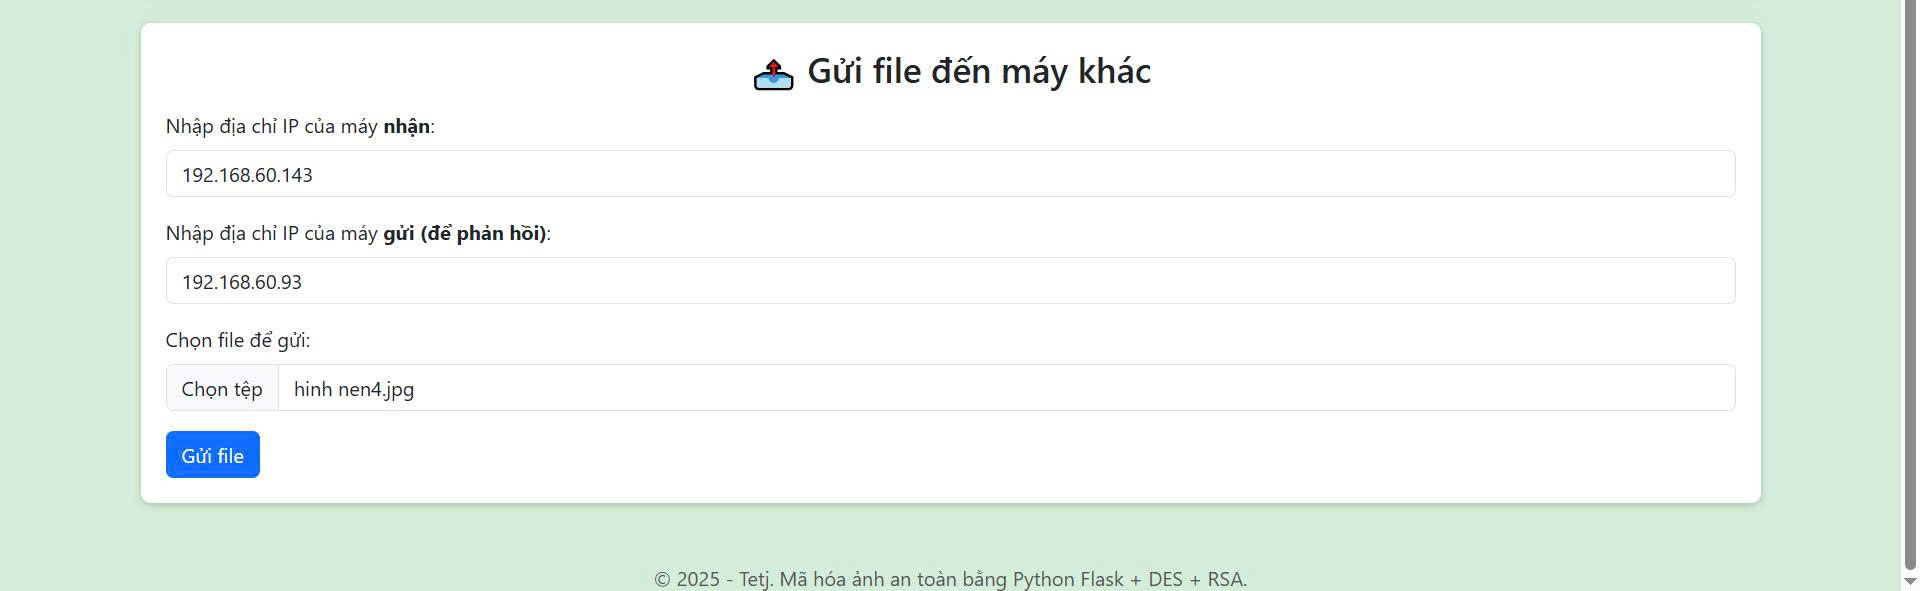 Gửi file đến máy khác
Nhập địa chỉ IP của máy nhận:
192.168.60.143
Nhập địa chỉ IP của máy gửi (để phản hồi):
192.168.60.93
Chọn file để gửi:
Chọn tệp hinh nen4.jpg
Gửi file
© 2025 - Tetj. Mã hóa ảnh an toàn bằng Python Flask + DES + RSA.